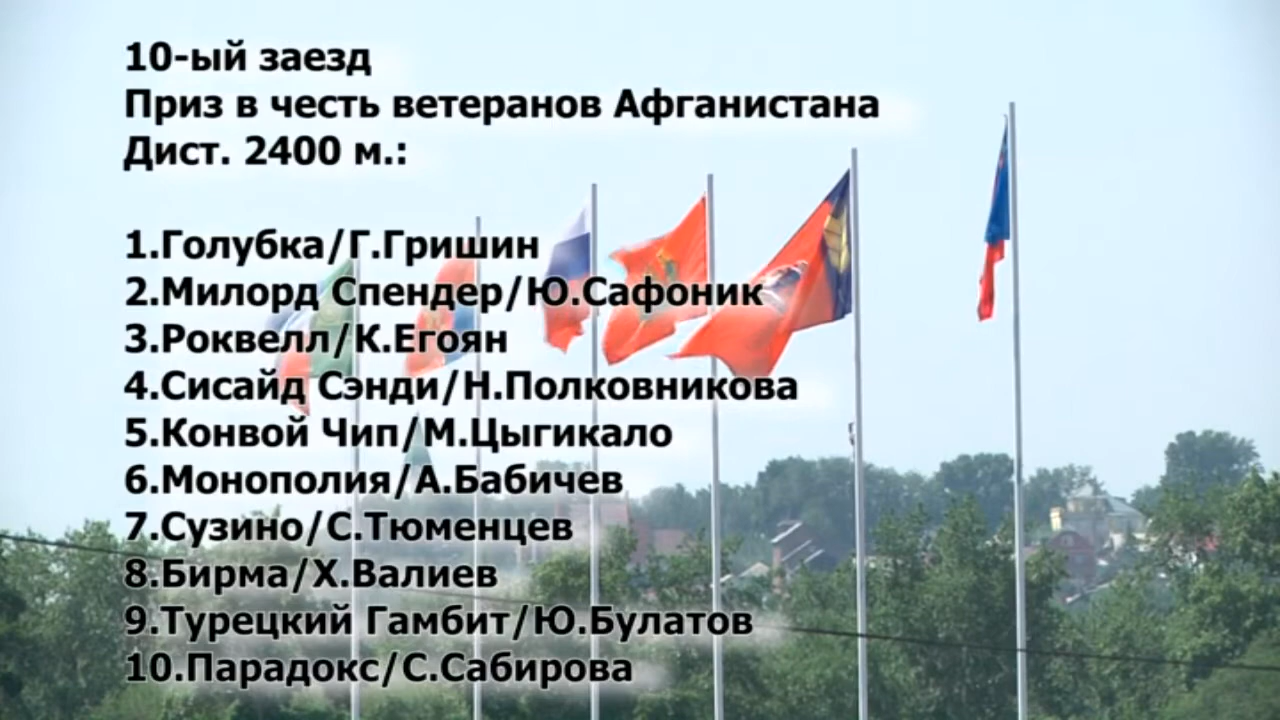 10-ый заезд
Приз в честь ветеранов Афганистана
Дист. 2400 м.:
1.Голубка/Г.Гришин
2.Милорд Спендер/Ю.Сафоник
3.Роквелл/К.Егоян
4.Сисайд Сэнди/Н.Полковникова
5.Конвой Чип/М.Цыгикало
6.Монополия/А.Бабичев
7.Сузино/С.Тюменцев
8.Бирма/Х.Валиев
9.Турецкий Гамбит/Ю.Булатов
10.Парадокс/С.Сабирова